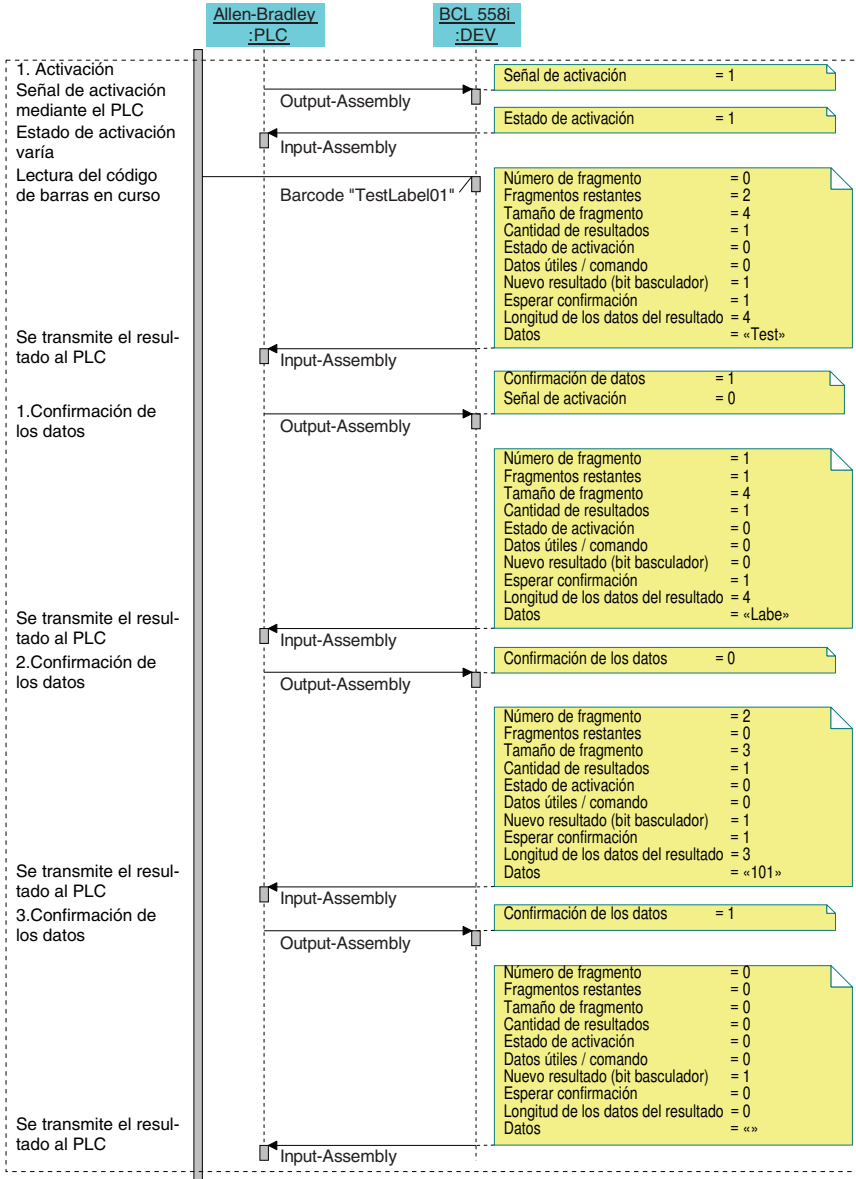 Allen-Bradley
:PLC
BCL 558i
:DEV
1. Activación
Señal de activación
mediante el PLC
Output-Assembly
Señal de activación = 1
Estado de activación
varía
Input-Assembly
Estado de activación = 1
Lectura del código
de barras en curso
Barcode "TestLabel01"
Número de fragmento = 0
Fragmentos restantes = 2
Tamaño de fragmento = 4
Cantidad de resultados = 1
Estado de activación = 0
Datos útiles / comando = 0
Nuevo resultado (bit basculador) = 1
Esperar confirmación = 1
Longitud de los datos del resultado = 4
Datos = «Test»
Se transmite el resul-
tado al PLC
Input-Assembly
Confirmación de datos = 1
Señal de activación = 0
1.Confirmación de
los datos
Output-Assembly
Número de fragmento = 1
Fragmentos restantes = 1
Tamaño de fragmento = 4
Cantidad de resultados = 1
Estado de activación = 0
Datos útiles / comando = 0
Nuevo resultado (bit basculador) = 0
Esperar confirmación = 1
Longitud de los datos del resultado = 4
Datos = «Labe»
Se transmite el resul-
tado al PLC
Input-Assembly
2.Confirmación de
los datos
Output-Assembly
Confirmación de los datos = 0
Número de fragmento = 2
Fragmentos restantes = 0
Tamaño de fragmento = 3
Cantidad de resultados = 1
Estado de activación = 0
Datos útiles / comando = 0
Nuevo resultado (bit basculador) = 1
Esperar confirmación = 1
Longitud de los datos del resultado = 3
Datos = «101»
Se transmite el resul-
tado al PLC
Input-Assembly
3.Confirmación de
los datos
Output-Assembly
Confirmación de los datos = 1
Número de fragmento = 0
Fragmentos restantes = 0
Tamaño de fragmento = 0
Cantidad de resultados = 0
Estado de activación = 0
Datos útiles / comando = 0
Nuevo resultado (bit basculador) = 1
Esperar confirmación = 0
Longitud de los datos del resultado = 0
Datos = «»
Se transmite el resul-
tado al PLC
Input-Assembly